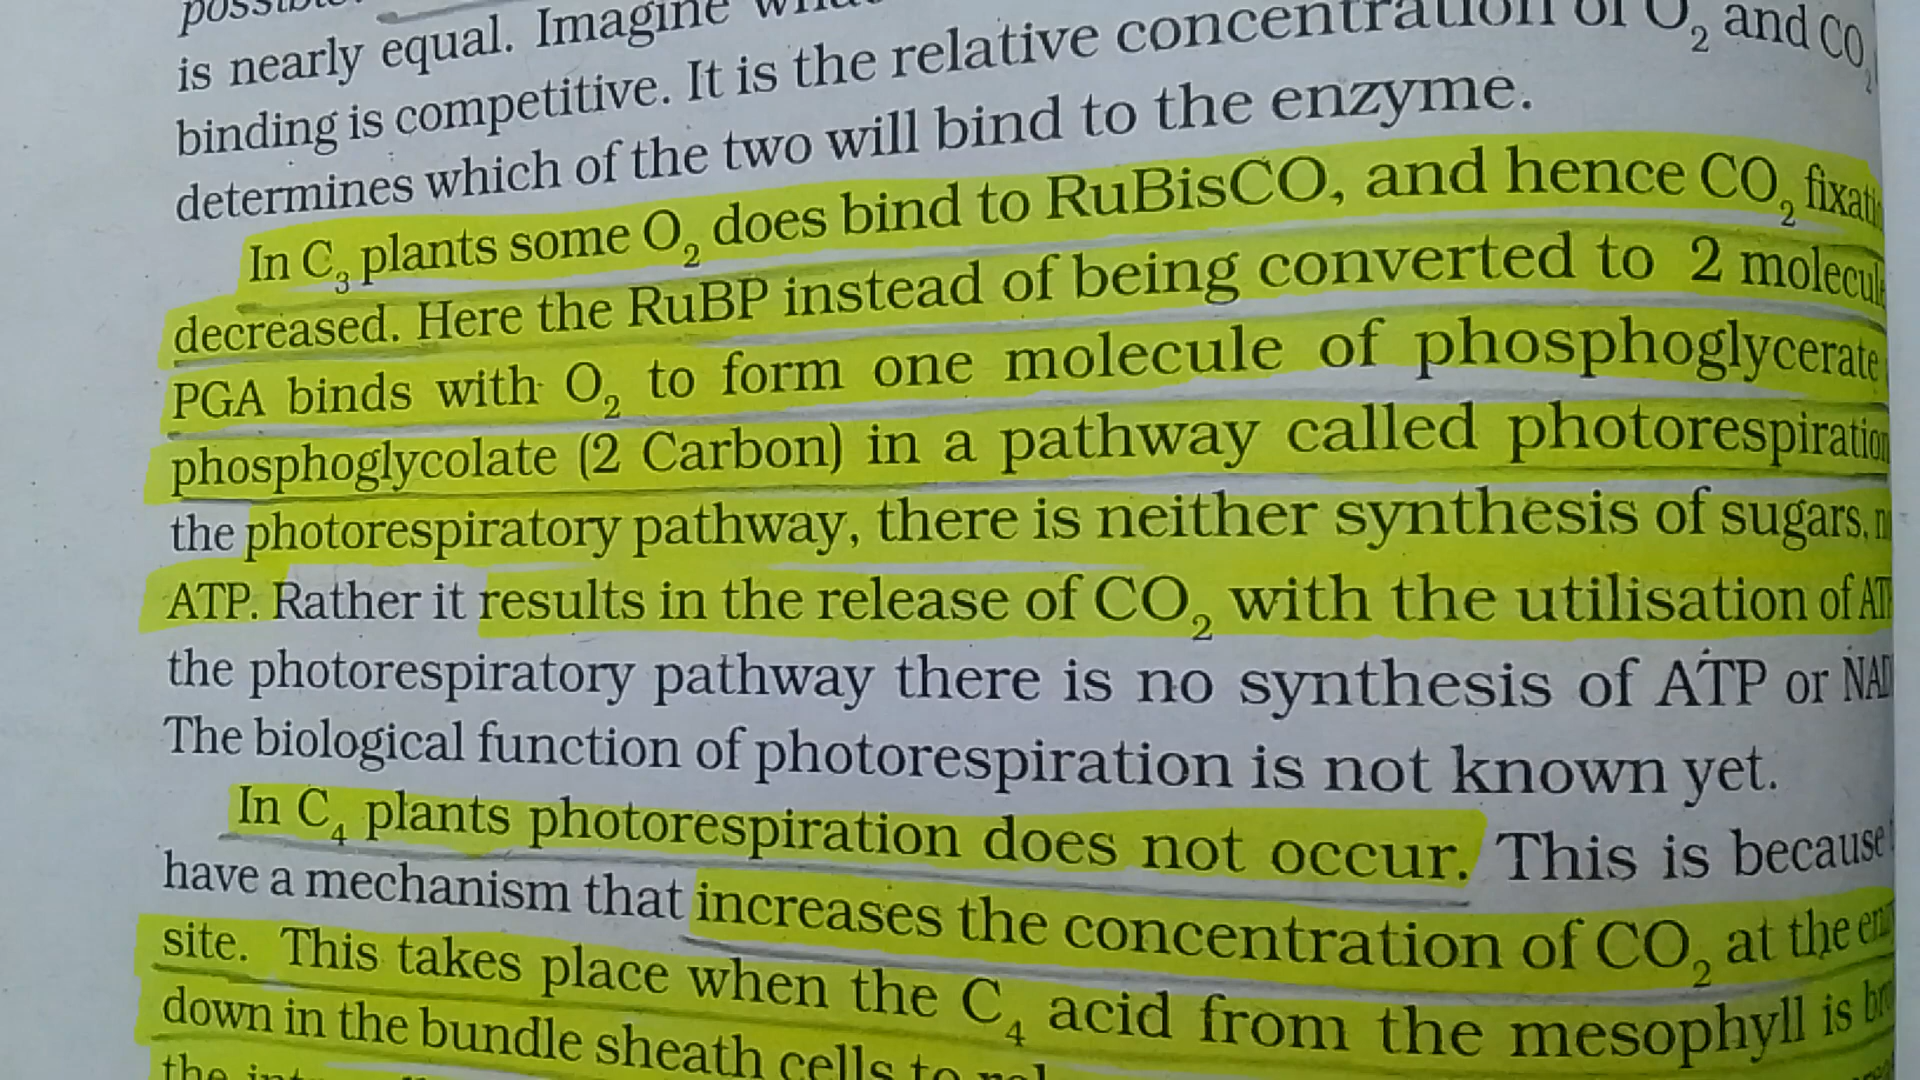 is nearly equal. Imagine
binding is competitive. It is the relative concentration of O₂ and CO₂
determines which of the two will bind to the enzyme.
In C₃ plants some O₂ does bind to RuBisCO, and hence CO₂
decreased. Here the RuBP instead of being converted to 2
PGA binds with O₂ to form one molecule of phosphoglycerate
phosphoglycolate (2 Carbon) in a pathway called photorespiration
the photorespiratory pathway, there is neither synthesis of sugars,
ATP. Rather it results in the release of CO₂ with the utilisation of
the photorespiratory pathway there is no synthesis of ATP or
The biological function of photorespiration is not known yet.
In C₄ plants photorespiration does not occur. This is because
have a mechanism that increases the concentration of CO₂ at the
site. This takes place when the C₄ acid from the mesophyll is
down in the bundle sheath cells to
the